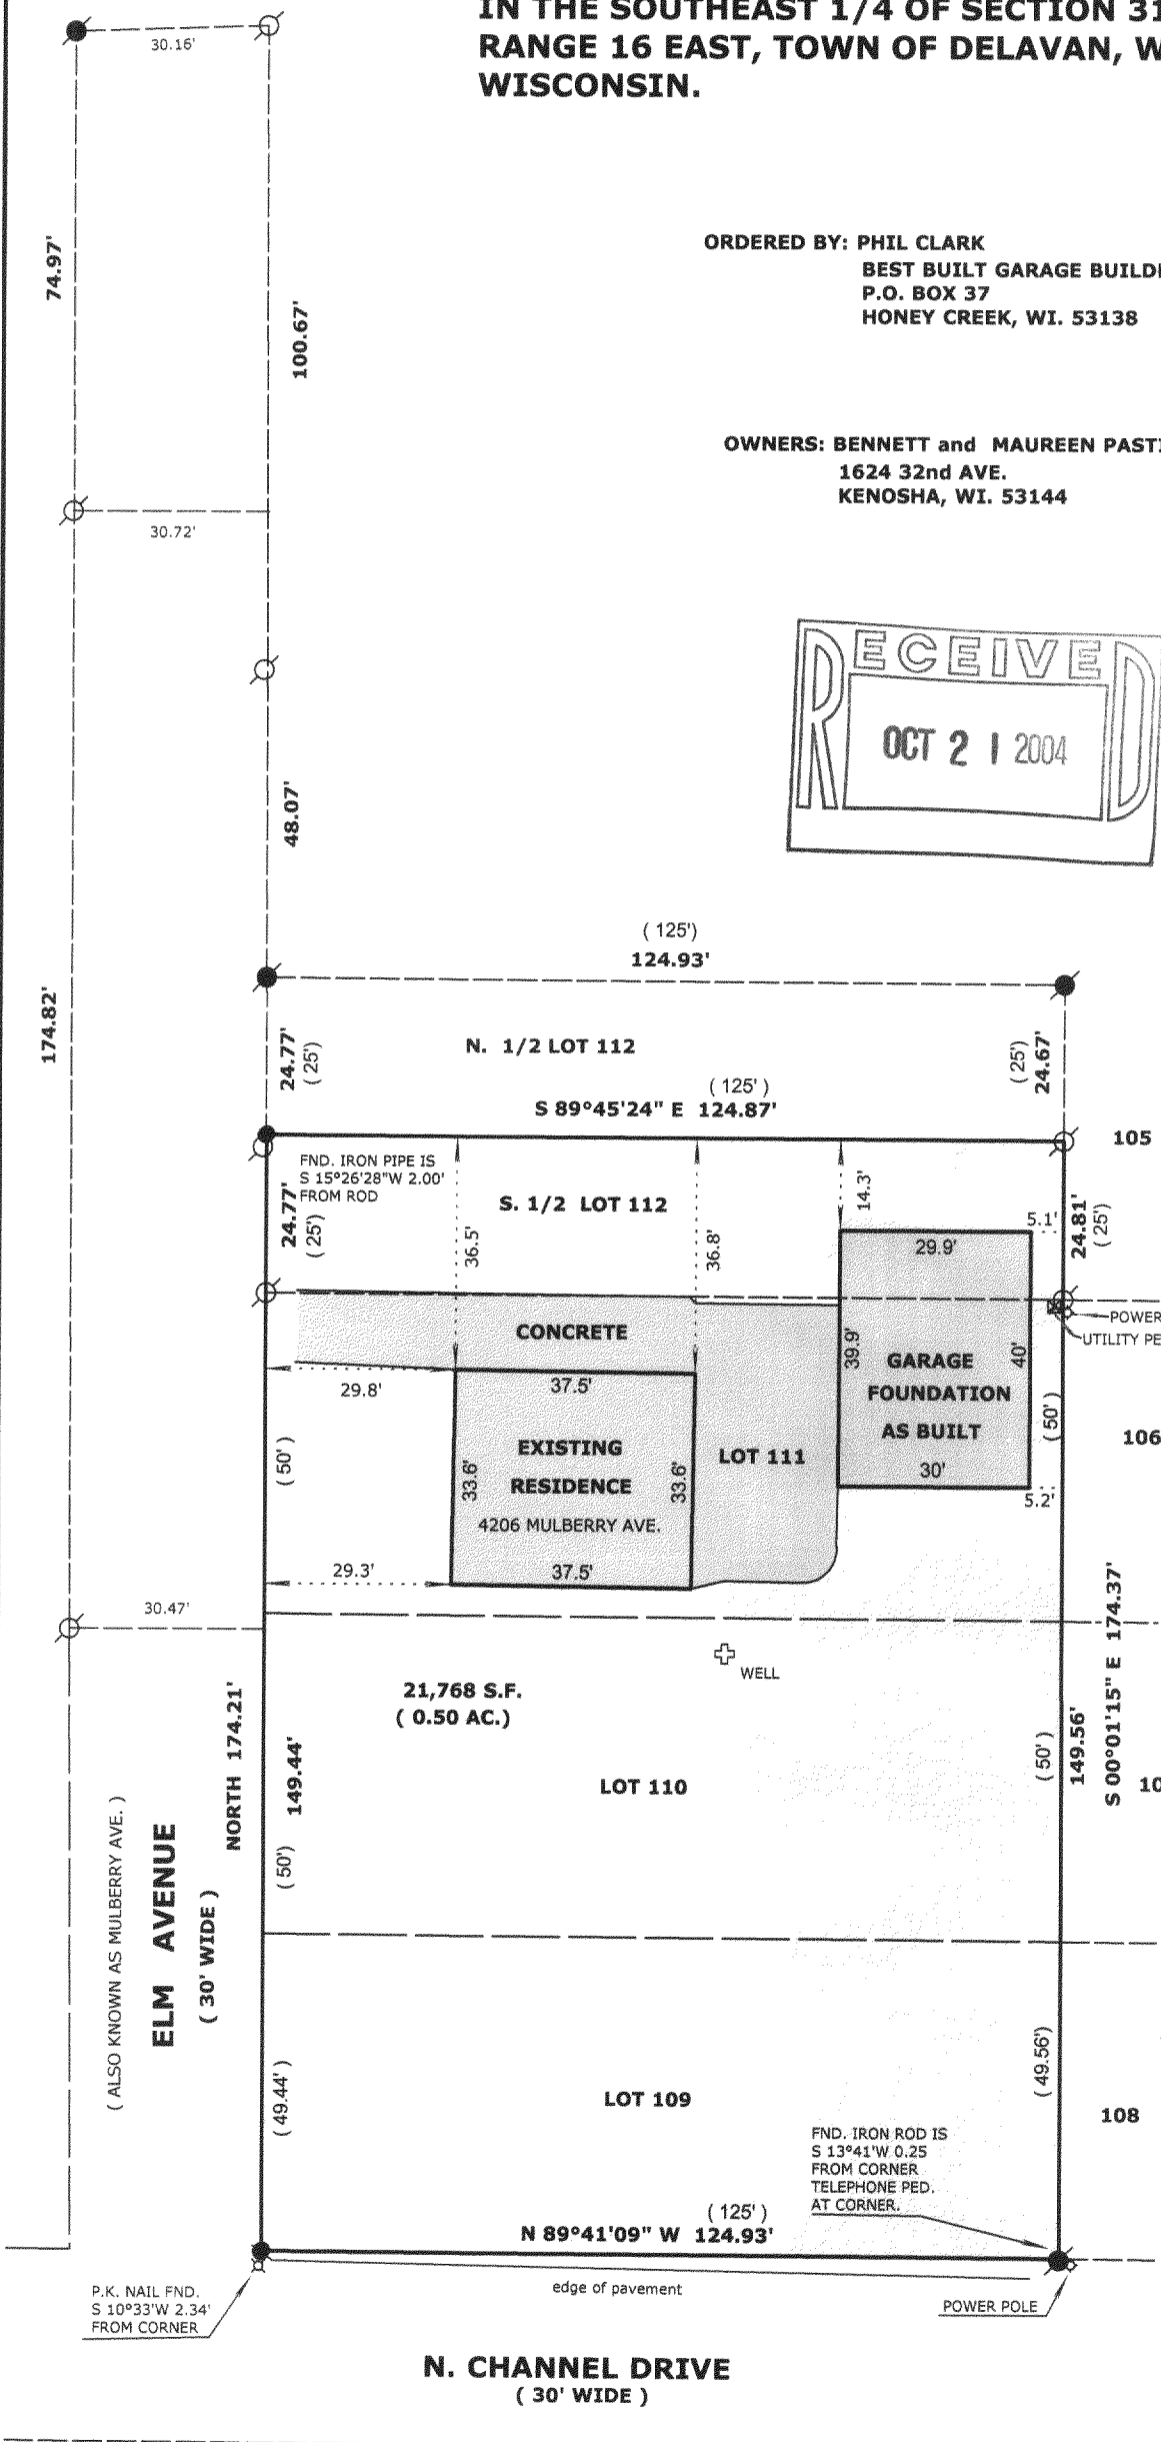 IN THE SOUTHEAST 1/4 OF SECTION 31
RANGE 16 EAST, TOWN OF DELAVAN, W
WISCONSIN.
30.16'
74.97'
100.67'
ORDERED BY: PHIL CLARK
BEST BUILT GARAGE BUILD
P.O. BOX 37
HONEY CREEK, WI. 53138
OWNERS: BENNETT and MAUREEN PAST
1624 32nd AVE.
KENOSHA, WI. 53144
30.72'
RECEIVED
OCT 21 2004
48.07'
174.82'
( 125')
124.93'
24.77'
( 25')
N. 1/2 LOT 112
( 25')
24.67'
( 125' )
S 89°45'24" E 124.87'
105
FND. IRON PIPE IS
S 15°26'28"W 2.00'
FROM ROD
24.77'
( 25')
S. 1/2 LOT 112
36.5'
36.8'
14.3'
5.1'
24.81'
( 25')
29.9'
CONCRETE
POWER
UTILITY PE
39.9'
GARAGE
FOUNDATION
AS BUILT
40'
30'
( 50')
106
5.2'
29.8'
37.5'
( 50')
EXISTING
RESIDENCE
4206 MULBERRY AVE.
33.6'
33.6'
LOT 111
29.3'
37.5'
30.47'
WELL
S 00°01'15" E 174.37'
21,768 S.F.
( 0.50 AC.)
NORTH 174.21'
149.44'
( 50' )
149.56'
LOT 110
10
( ALSO KNOWN AS MULBERRY AVE. )
ELM AVENUE
( 30' WIDE )
(50')
( 49.44' )
LOT 109
( 49.56')
108
FND. IRON ROD IS
S 13°41'W 0.25
FROM CORNER
TELEPHONE PED.
AT CORNER.
( 125' )
N 89°41'09" W 124.93'
edge of pavement
P.K. NAIL FND.
S 10°33'W 2.34'
FROM CORNER
POWER POLE
N. CHANNEL DRIVE
( 30' WIDE )